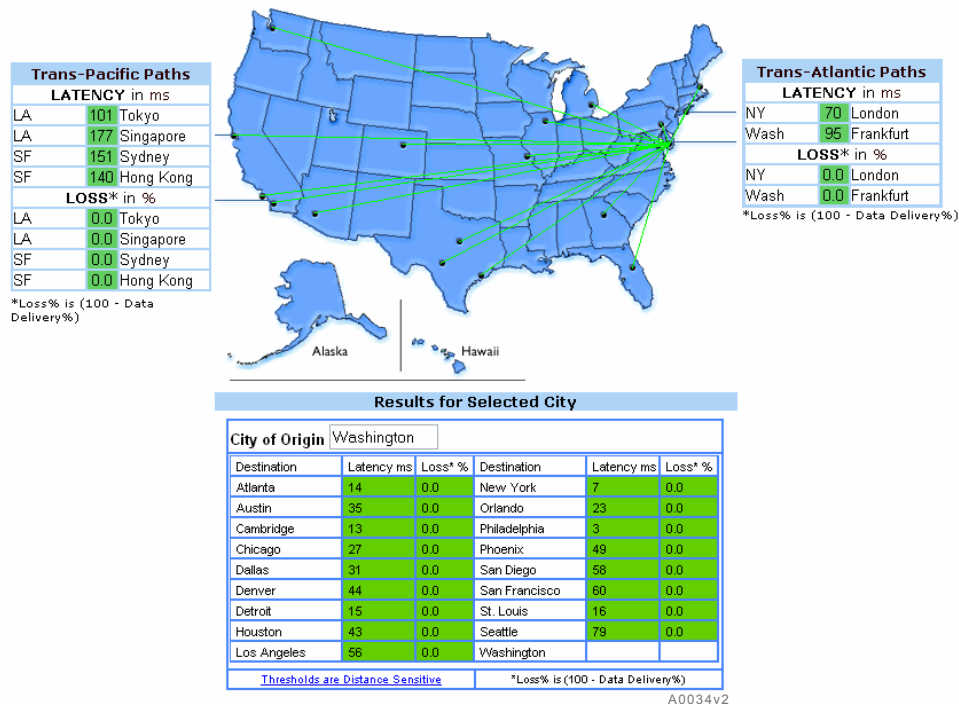 Trans-Pacific Paths
LATENCY in ms
LA 101 Tokyo
LA 177 Singapore
SF 151 Sydney
SF 140 Hong Kong
LOSS* in %
LA 0.0 Tokyo
LA 0.0 Singapore
SF 0.0 Sydney
SF 0.0 Hong Kong
*Loss% is (100 - Data
Delivery%)
Trans-Atlantic Paths
LATENCY in ms
NY 70 London
Wash 95 Frankfurt
LOSS* in %
NY 0.0 London
Wash 0.0 Frankfurt
*Loss% is (100 - Data Delivery%)
Alaska
Hawaii
Results for Selected City
City of Origin Washington
Destination Latency ms Loss* % Destination Latency ms Loss* %
Atlanta 14 0.0 New York 7 0.0
Austin 35 0.0 Orlando 23 0.0
Cambridge 13 0.0 Philadelphia 3 0.0
Chicago 27 0.0 Phoenix 49 0.0
Dallas 31 0.0 San Diego 58 0.0
Denver 44 0.0 San Francisco 60 0.0
Detroit 15 0.0 St. Louis 16 0.0
Houston 43 0.0 Seattle 79 0.0
Los Angeles 56 0.0 Washington
Thresholds are Distance Sensitive *Loss% is (100 - Data Delivery%)
A0034v2